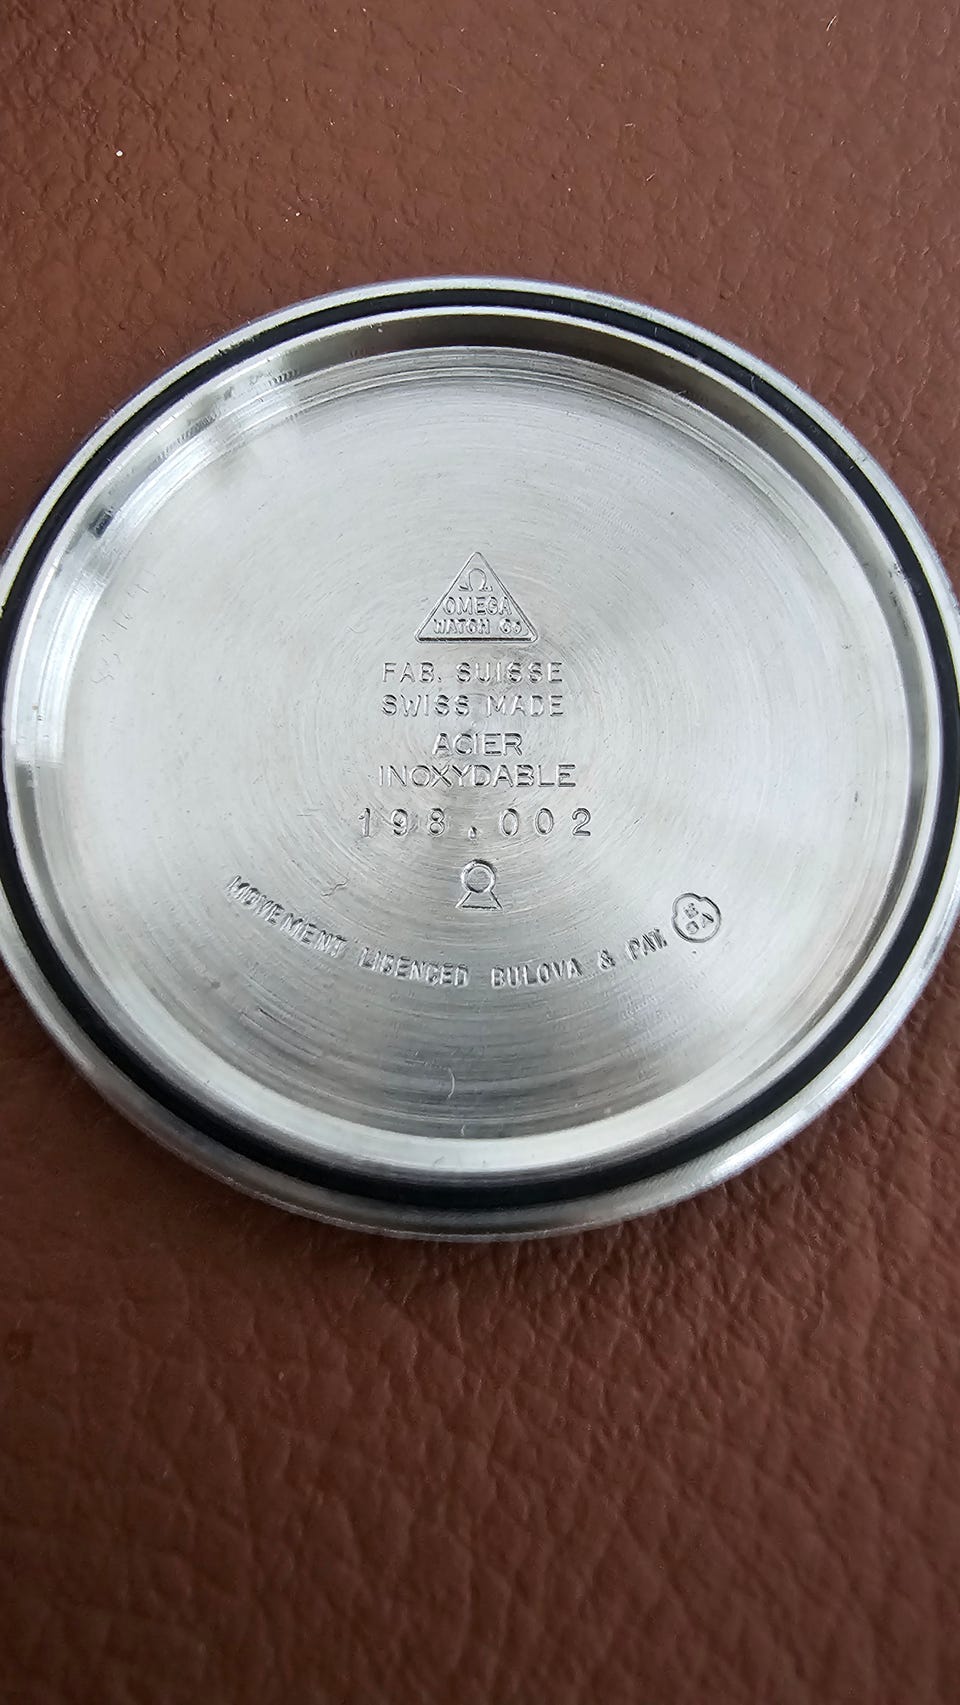 Ω
OMEGA
WATCH Co
FAB. SUISSE
SWISS MADE
ACIER
INOXYDABLE
198.002
MOVEMENT LICENCED BULOVA & PAT.